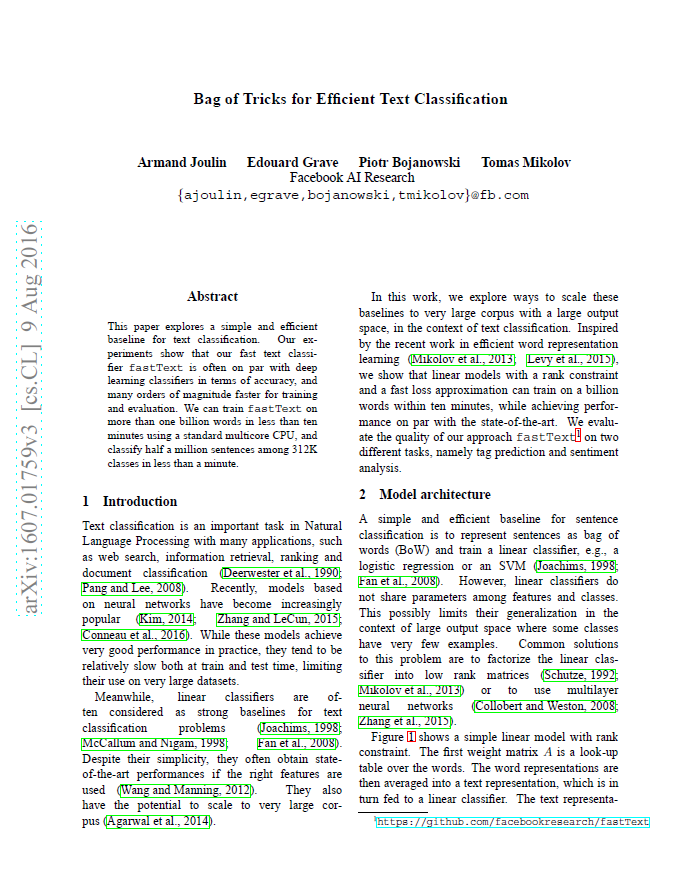 Bag of Tricks for Efficient Text Classification
Armand Joulin Edouard Grave Piotr Bojanowski Tomas Mikolov
Facebook AI Research
{ajoulin,egrave,bojanowski,tmikolov}@fb.com
arXiv:1607.01759v3 [cs.CL] 9 Aug 2016
Abstract
This paper explores a simple and efficient
baseline for text classification. Our ex-
periments show that our fast text classi-
fier fastText is often on par with deep
learning classifiers in terms of accuracy, and
many orders of magnitude faster for training
and evaluation. We can train fastText on
more than one billion words in less than ten
minutes using a standard multicore CPU, and
classify half a million sentences among 312K
classes in less than a minute.
1 Introduction
Text classification is an important task in Natural
Language Processing with many applications, such
as web search, information retrieval, ranking and
document classification (Deerwester et al., 1990;
Pang and Lee, 2008). Recently, models based
on neural networks have become increasingly
popular (Kim, 2014; Zhang and LeCun, 2015;
Conneau et al., 2016). While these models achieve
very good performance in practice, they tend to be
relatively slow both at train and test time, limiting
their use on very large datasets.
Meanwhile, linear classifiers are of-
ten considered as strong baselines for text
classification problems (Joachims, 1998;
McCallum and Nigam, 1998; Fan et al., 2008).
Despite their simplicity, they often obtain state-
of-the-art performances if the right features are
used (Wang and Manning, 2012). They also
have the potential to scale to very large cor-
pus (Agarwal et al., 2014).
In this work, we explore ways to scale these
baselines to very large corpus with a large output
space, in the context of text classification. Inspired
by the recent work in efficient word representation
learning (Mikolov et al., 2013; Levy et al., 2015),
we show that linear models with a rank constraint
and a fast loss approximation can train on a billion
words within ten minutes, while achieving perfor-
mance on par with the state-of-the-art. We evalu-
ate the quality of our approach fastText1 on two
different tasks, namely tag prediction and sentiment
analysis.
2 Model architecture
A simple and efficient baseline for sentence
classification is to represent sentences as bag of
words (BoW) and train a linear classifier, e.g., a
logistic regression or an SVM (Joachims, 1998;
Fan et al., 2008). However, linear classifiers do
not share parameters among features and classes.
This possibly limits their generalization in the
context of large output space where some classes
have very few examples. Common solutions
to this problem are to factorize the linear clas-
sifier into low rank matrices (Schutze, 1992;
Mikolov et al., 2013) or to use multilayer
neural networks (Collobert and Weston, 2008;
Zhang et al., 2015).
Figure 1 shows a simple linear model with rank
constraint. The first weight matrix A is a look-up
table over the words. The word representations are
then averaged into a text representation, which is in
turn fed to a linear classifier. The text representa-
1https://github.com/facebookresearch/fastText